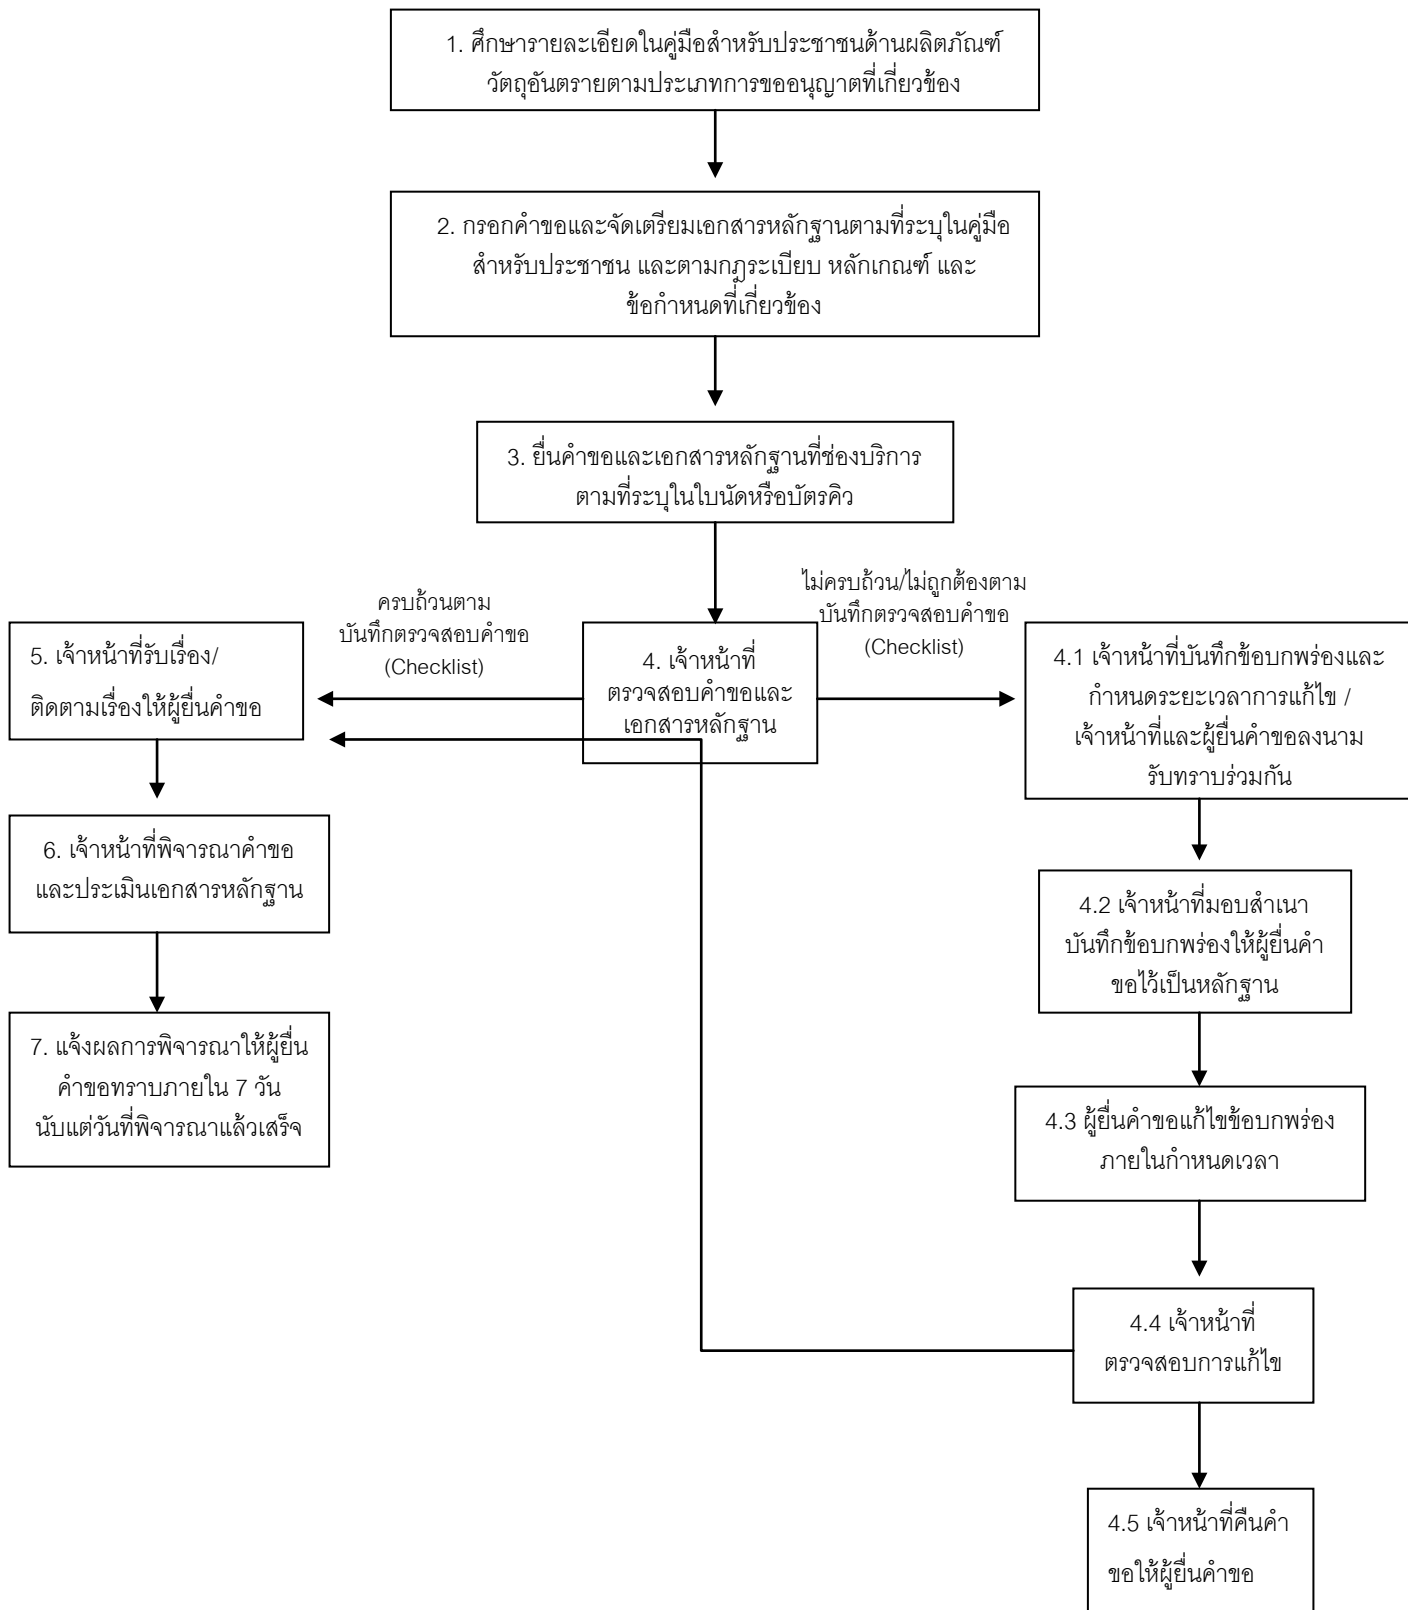 1. ศึกษารายละเอียดในคู่มือสำหรับประชาชนด้านผลิตภัณฑ์
วัตถุอันตรายตามประเภทการขออนุญาตที่เกี่ยวข้อง
2. กรอกคำขอและจัดเตรียมเอกสารหลักฐานตามที่ระบุในคู่มือ
สำหรับประชาชน และตามกฎระเบียบ หลักเกณฑ์ และ
ข้อกำหนดที่เกี่ยวข้อง
3. ยื่นคำขอและเอกสารหลักฐานที่ช่องบริการ
ตามที่ระบุในใบนัดหรือบัตรคิว
ครบถ้วนตาม
บันทึกตรวจสอบคำขอ
(Checklist)
ไม่ครบถ้วน/ไม่ถูกต้องตาม
บันทึกตรวจสอบคำขอ
(Checklist)
4. เจ้าหน้าที่
ตรวจสอบคำขอและ
เอกสารหลักฐาน
5. เจ้าหน้าที่รับเรื่อง/
ติดตามเรื่องให้ผู้ยื่นคำขอ
6. เจ้าหน้าที่พิจารณาคำขอ
และประเมินเอกสารหลักฐาน
7. แจ้งผลการพิจารณาให้ผู้ยื่น
คำขอทราบภายใน 7 วัน
นับแต่วันที่พิจารณาแล้วเสร็จ
4.1 เจ้าหน้าที่บันทึกข้อบกพร่องและ
กำหนดระยะเวลาการแก้ไข /
เจ้าหน้าที่และผู้ยื่นคำขอลงนาม
รับทราบร่วมกัน
4.2 เจ้าหน้าที่มอบสำเนา
บันทึกข้อบกพร่องให้ผู้ยื่นคำ
ขอไว้เป็นหลักฐาน
4.3 ผู้ยื่นคำขอแก้ไขข้อบกพร่อง
ภายในกำหนดเวลา
4.4 เจ้าหน้าที่
ตรวจสอบการแก้ไข
4.5 เจ้าหน้าที่คืนคำ
ขอให้ผู้ยื่นคำขอ